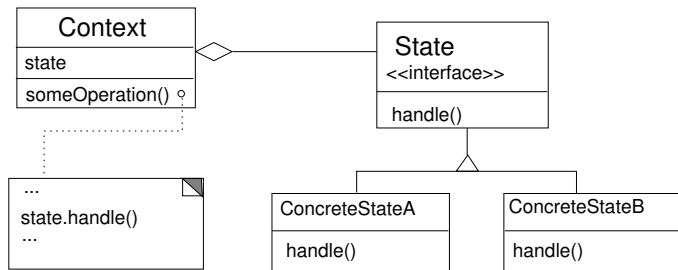 Context
state
someOperation()
State
<<interface>>
handle()
...
state.handle()
...
ConcreteStateA
handle()
ConcreteStateB
handle()